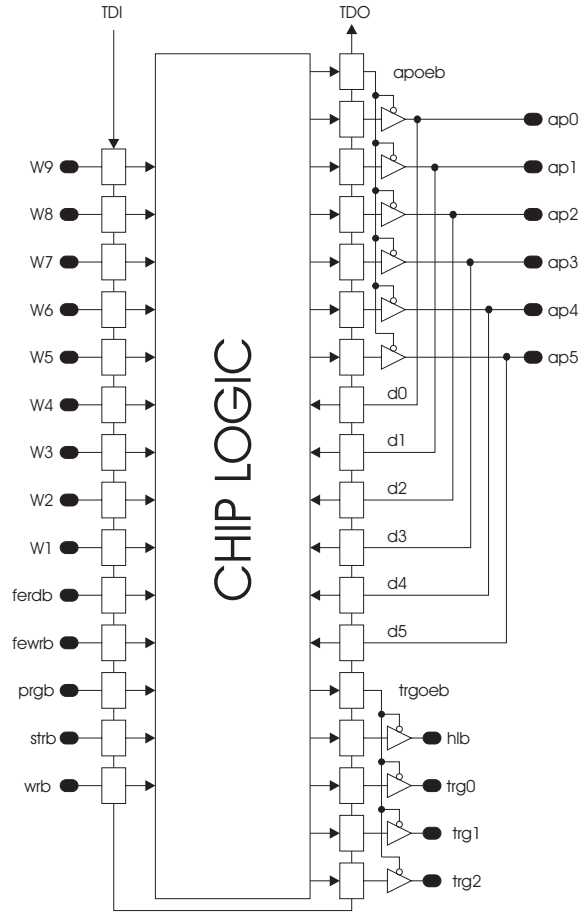 TDI
TDO
apoeb
ap0
W9
ap1
W8
ap2
W7
ap3
W6
ap4
W5
ap5
W4
d0
W3
d1
W2
d2
W1
d3
ferdb
d4
fewrb
d5
prgb
trgoeb
strb
hlb
wrb
trg0
trg1
trg2
CHIP LOGIC